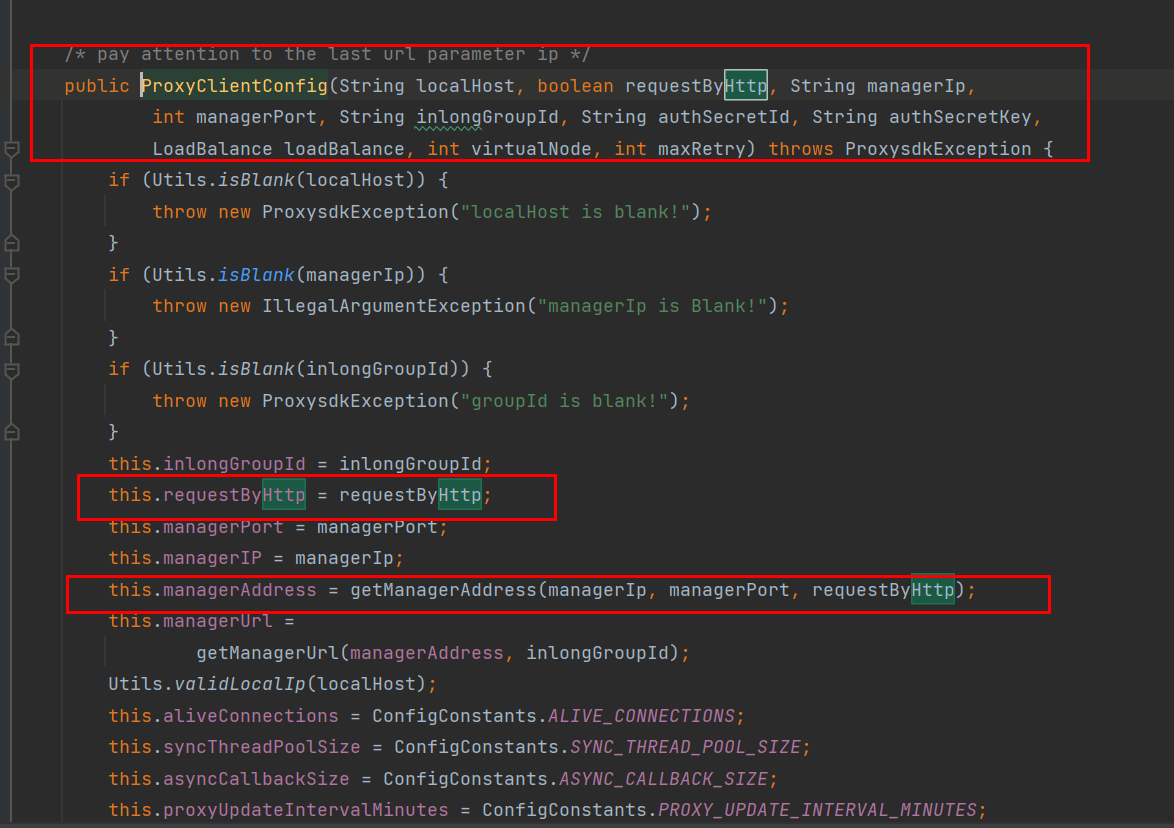 /* pay attention to the last url parameter ip */
public ProxyClientConfig(String localHost, boolean requestByHttp, String managerIp,
int managerPort, String inlongGroupId, String authSecretId, String authSecretKey,
LoadBalance loadBalance, int virtualNode, int maxRetry) throws ProxysdkException {
if (Utils.isBlank(localHost)) {
throw new ProxysdkException("localHost is blank!");
}
if (Utils.isBlank(managerIp)) {
throw new IllegalArgumentException("managerIp is Blank!");
}
if (Utils.isBlank(inlongGroupId)) {
throw new ProxysdkException("groupId is blank!");
}
this.inlongGroupId = inlongGroupId;
this.requestByHttp = requestByHttp;
this.managerPort = managerPort;
this.managerIP = managerIp;
this.managerAddress = getManagerAddress(managerIp, managerPort, requestByHttp);
this.managerUrl =
getManagerUrl(managerAddress, inlongGroupId);
Utils.validLocalIp(localHost);
this.aliveConnections = ConfigConstants.ALIVE_CONNECTIONS;
this.syncThreadPoolSize = ConfigConstants.SYNC_THREAD_POOL_SIZE;
this.asyncCallbackSize = ConfigConstants.ASYNC_CALLBACK_SIZE;
this.proxyUpdateIntervalMinutes = ConfigConstants.PROXY_UPDATE_INTERVAL_MINUTES;